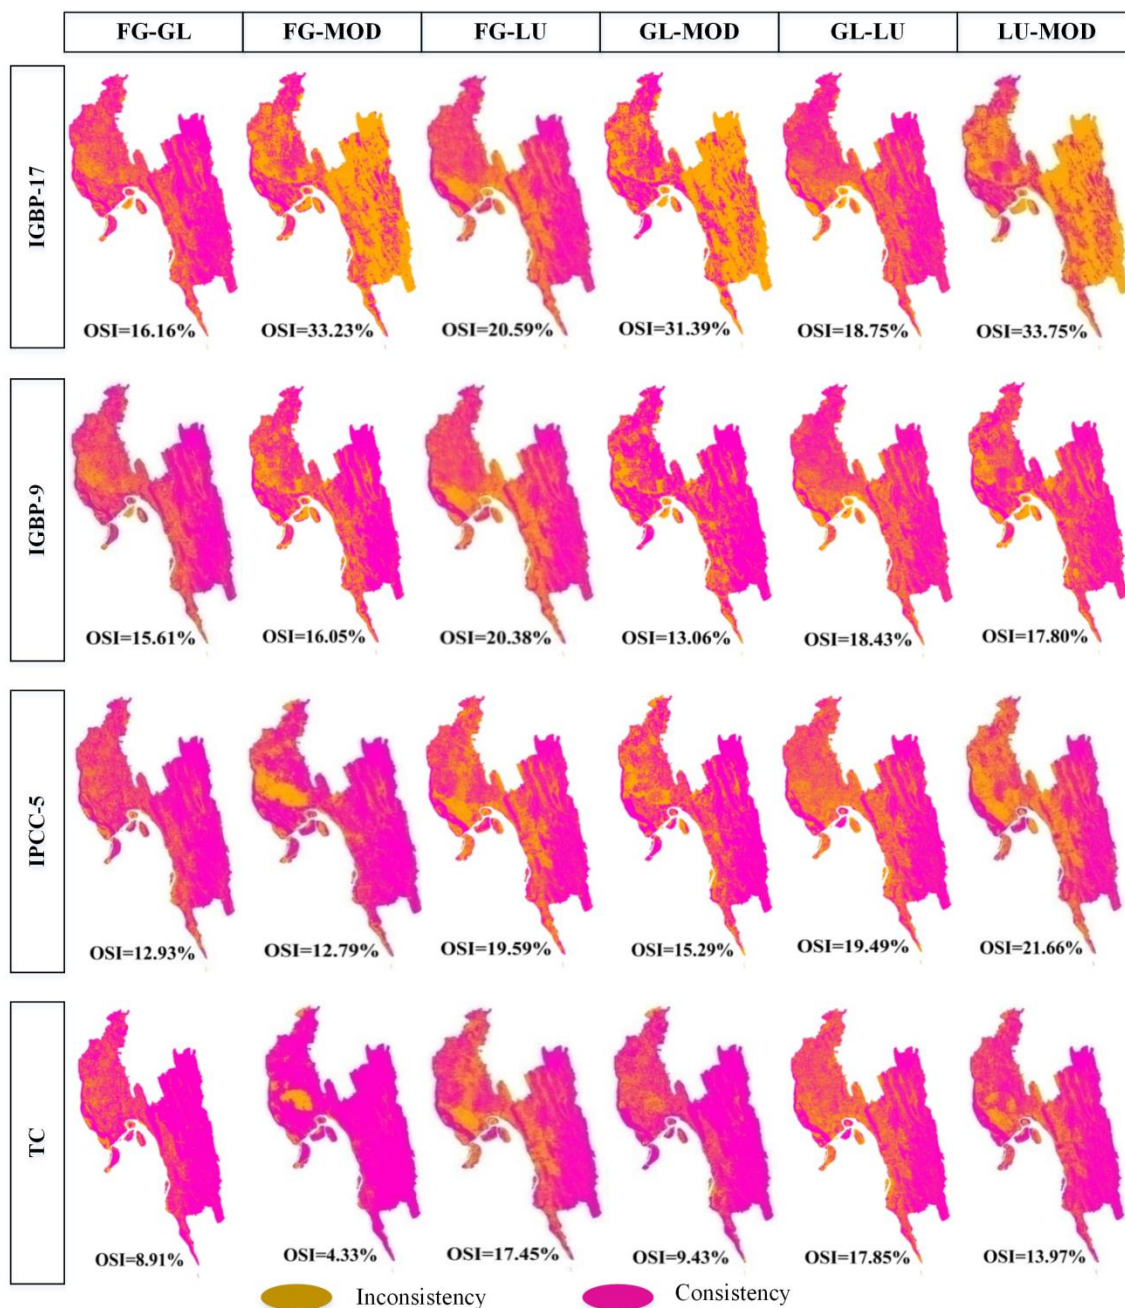 FG-GL FG-MOD FG-LU GL-MOD GL-LU LU-MOD
IGBP-17
OSI=16.16% OSI=33.23% OSI=20.59% OSI=31.39% OSI=18.75% OSI=33.75%
IGBP-9
OSI=15.61% OSI=16.05% OSI=20.38% OSI=13.06% OSI=18.43% OSI=17.80%
IPCC-5
OSI=12.93% OSI=12.79% OSI=19.59% OSI=15.29% OSI=19.49% OSI=21.66%
TC
OSI=8.91% OSI=4.33% OSI=17.45% OSI=9.43% OSI=17.85% OSI=13.97%
Inconsistency Consistency